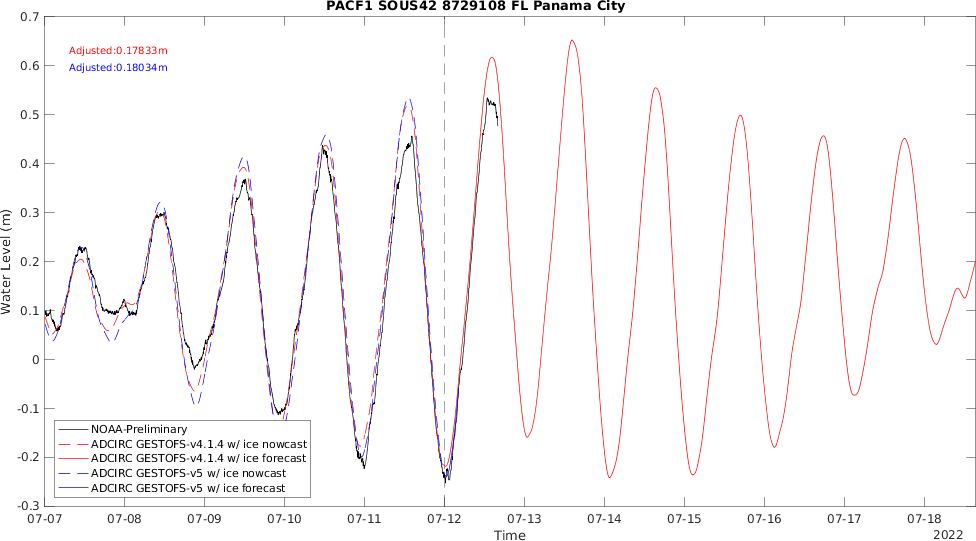 PACF1 SOUS42 8729108 FL Panama City
0.7
0.6
0.5
0.4
0.3
0.2
0.1
0
-0.1
-0.2
-0.3
Water Level (m)
Adjusted:0.17833m
Adjusted:0.18034m
NOAA-Preliminary
ADCIRC GESTOFS-v4.1.4 w/ ice nowcast
ADCIRC GESTOFS-v4.1.4 w/ ice forecast
ADCIRC GESTOFS-v5 w/ ice nowcast
ADCIRC GESTOFS-v5 w/ ice forecast
07-07 07-08 07-09 07-10 07-11 07-12 07-13 07-14 07-15 07-16 07-17 07-18
Time
2022